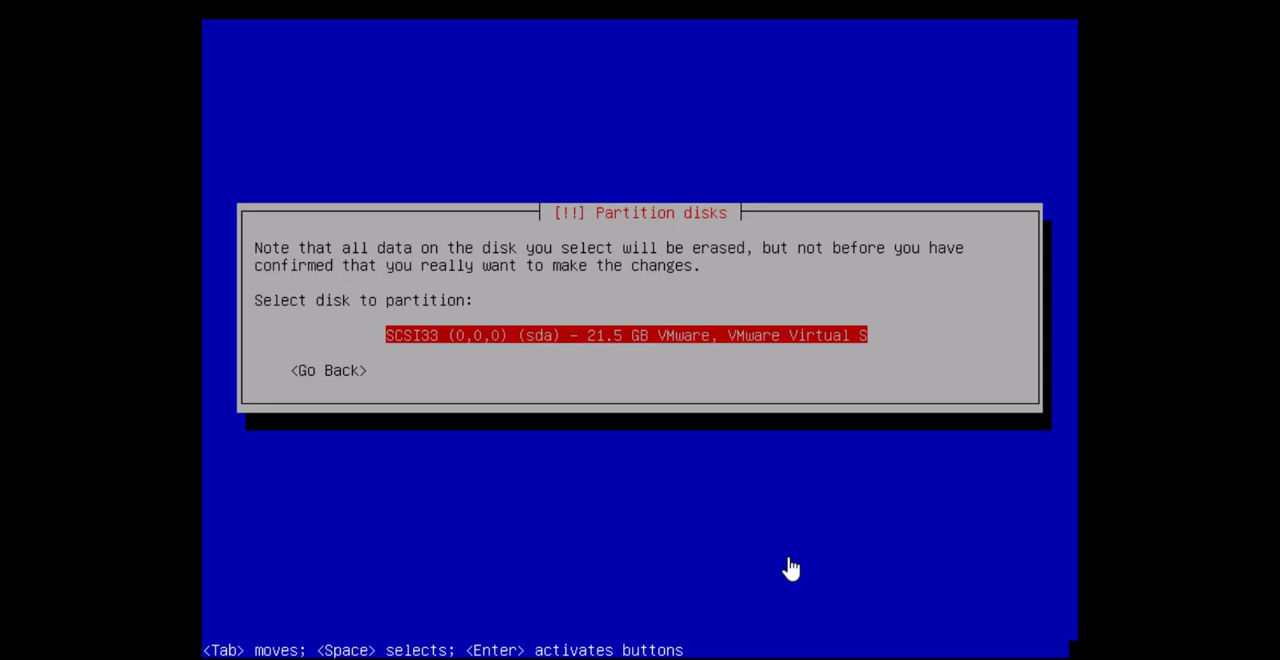 [!!] Partition disks
Note that all data on the disk you select will be erased, but not before you have
confirmed that you really want to make the changes.
Select disk to partition:
SCSI33 (0,0,0) (sda) - 21.5 GB VMware, VMware Virtual S
<Go Back>
<Tab> moves; <Space> selects; <Enter> activates buttons